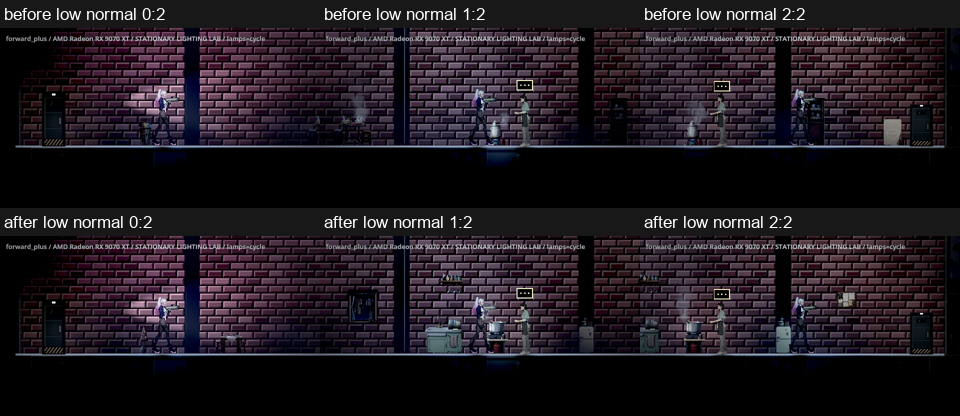 before low normal 0:2
before low normal 1:2
before low normal 2:2
forward_plus / AMD Radeon RX 9070 XT / STATIONARY LIGHTING LAB / lamps=cycle
forward_plus / AMD Radeon RX 9070 XT / STATIONARY LIGHTING LAB / lamps=cycle
forward_plus / AMD Radeon RX 9070 XT / STATIONARY LIGHTING LAB / lamps=cycle
after low normal 0:2
after low normal 1:2
after low normal 2:2
forward_plus / AMD Radeon RX 9070 XT / STATIONARY LIGHTING LAB / lamps=cycle
forward_plus / AMD Radeon RX 9070 XT / STATIONARY LIGHTING LAB / lamps=cycle
forward_plus / AMD Radeon RX 9070 XT / STATIONARY LIGHTING LAB / lamps=cycle